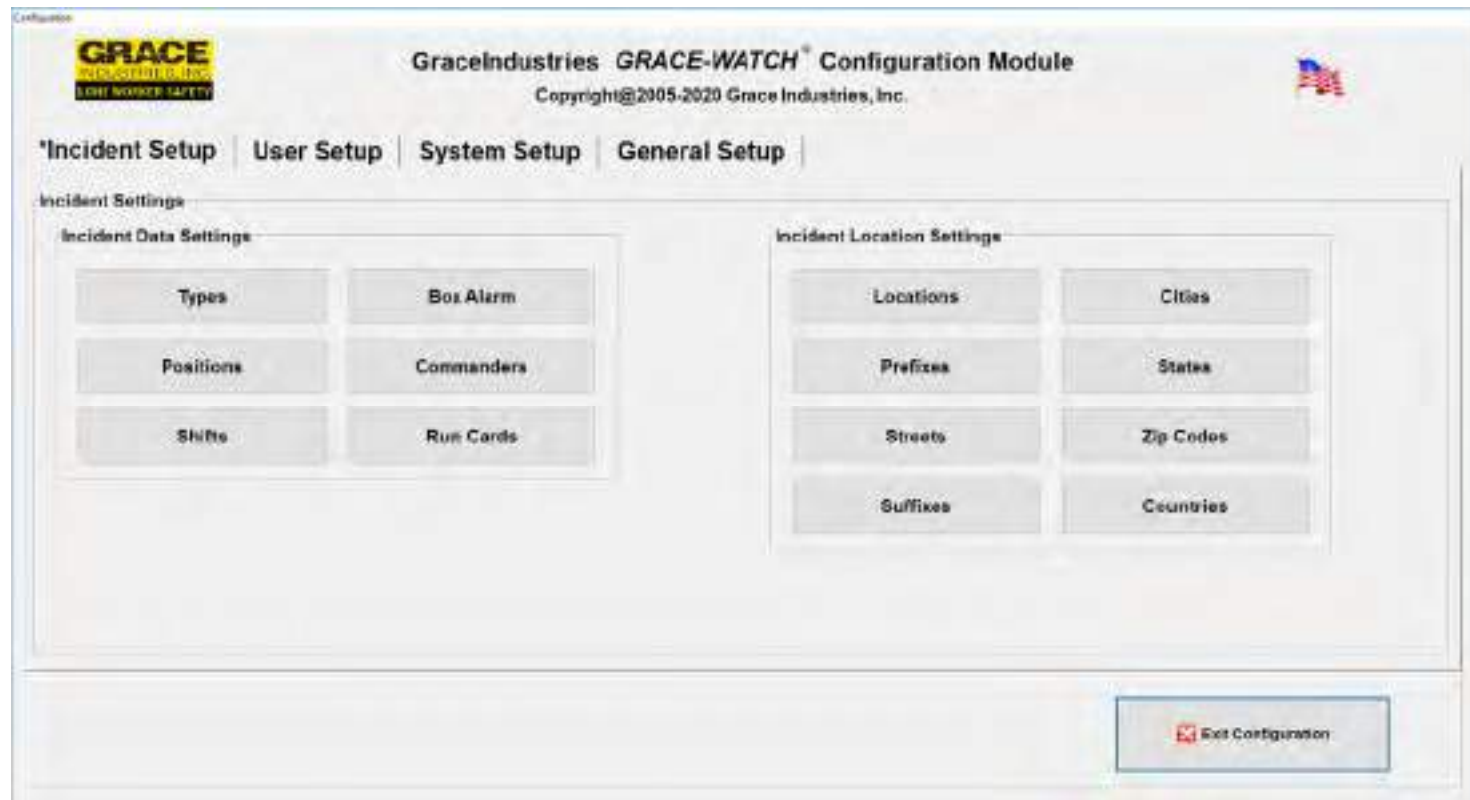 Configuration
GRACE
INDUSTRIES, INC.
LONE WORKER SAFETY
GraceIndustries GRACE-WATCH® Configuration Module
Copyright@2005-2020 Grace Industries, Inc.
*Incident Setup
User Setup
System Setup
General Setup
Incident Settings
Incident Data Settings
Types
Box Alarm
Positions
Commanders
Shifts
Run Cards
Incident Location Settings
Locations
Cities
Prefixes
States
Streets
Zip Codes
Suffixes
Countries
Exit Configuration